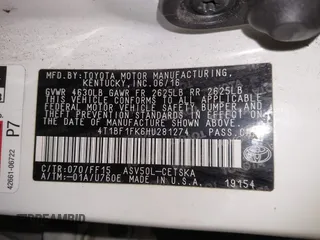 MFD. BY: TOYOTA MOTOR MANUFACTURING,
KENTUCKY, INC. 06/16
GVWR 4630LB GAWR FR 2625LB RR 2625LB
THIS VEHICLE CONFORMS TO ALL APPLICABLE
FEDERAL MOTOR VEHICLE SAFETY, BUMPER, AND
THEFT PREVENTION STANDARDS IN EFFECT ON
THE DATE OF MANUFACTURE SHOWN ABOVE.
4T1BF1FK6HU281274 PASS. CAR
C/TR: 070/FF15 ASV50L-CETSKA
A/TM: -01A/U760E MADE IN U.S.A.
19154
P7
42661-06722